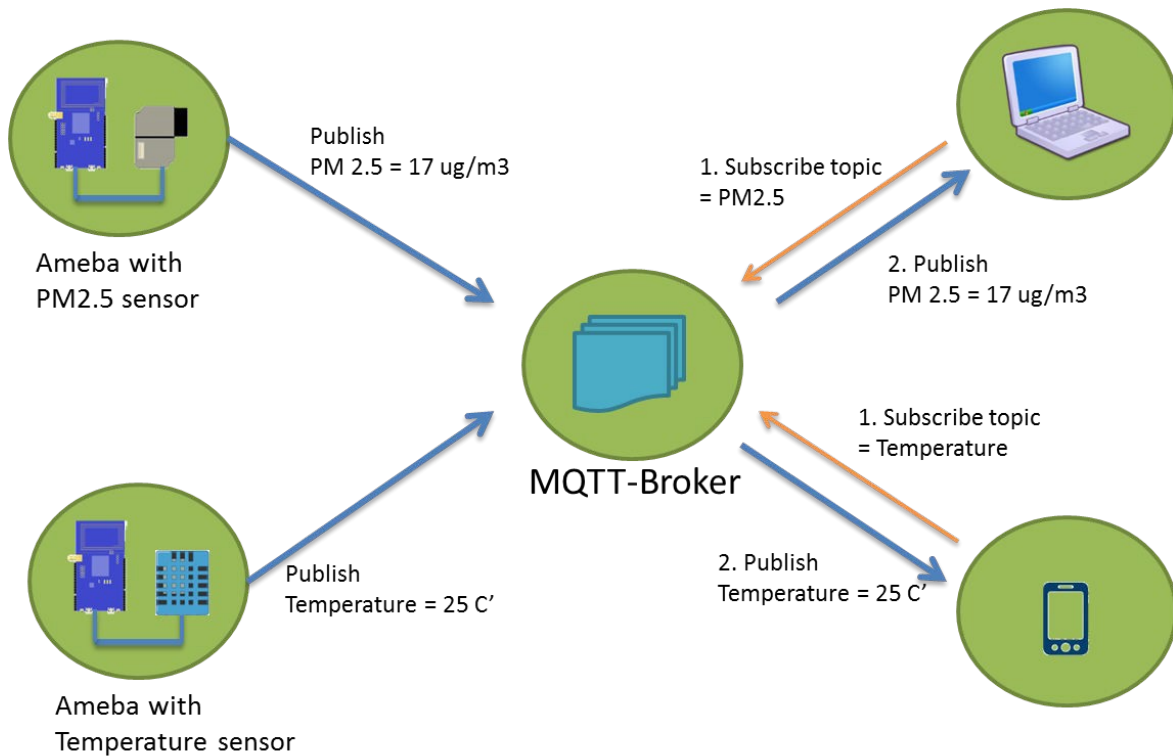 Publish
PM 2.5 = 17 ug/m3
1. Subscribe topic
= PM2.5
Ameba with
PM2.5 sensor
2. Publish
PM 2.5 = 17 ug/m3
MQTT-Broker
1. Subscribe topic
= Temperature
Publish
Temperature = 25 C’
2. Publish
Temperature = 25 C’
Ameba with
Temperature sensor